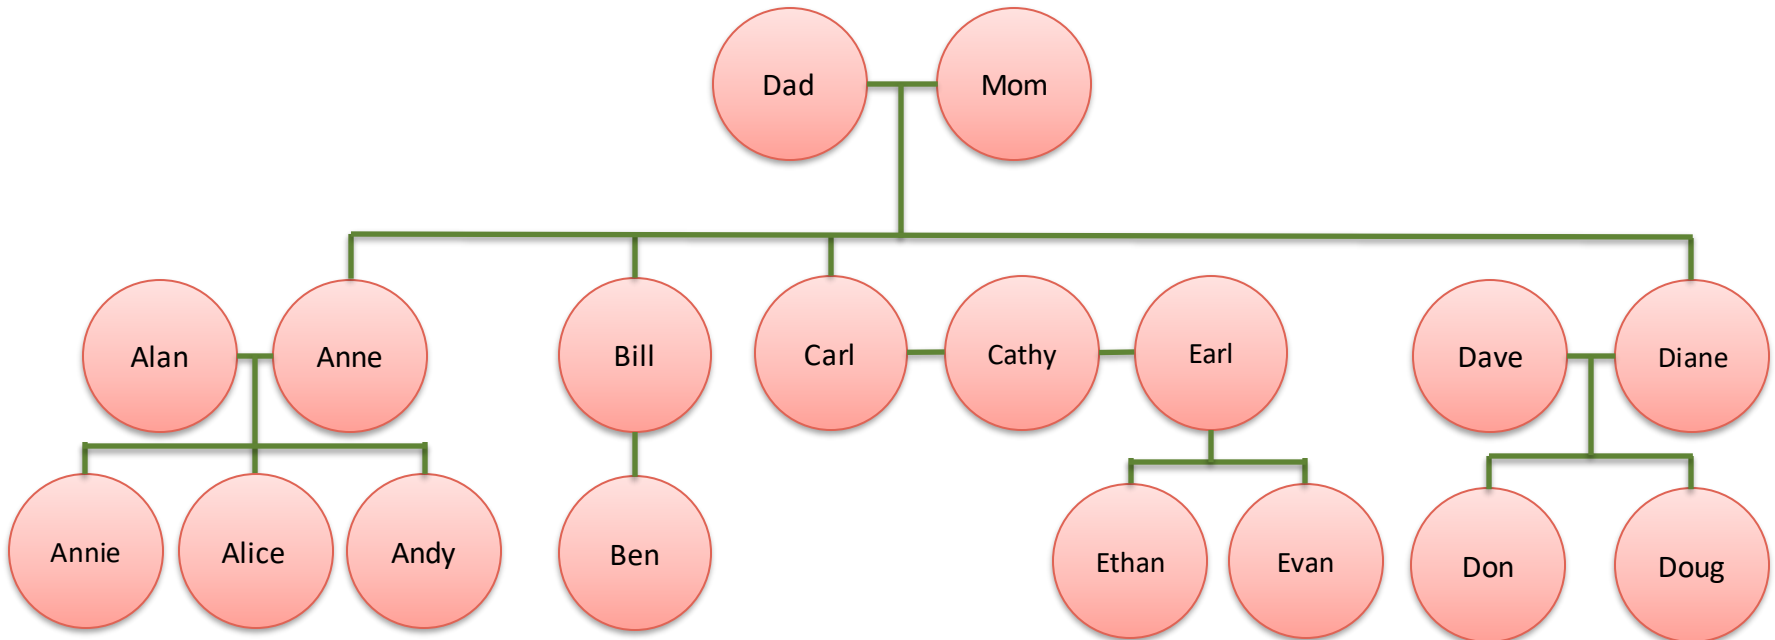 Dad
Mom
Alan
Anne
Bill
Carl
Cathy
Earl
Dave
Diane
Annie
Alice
Andy
Ben
Ethan
Evan
Don
Doug